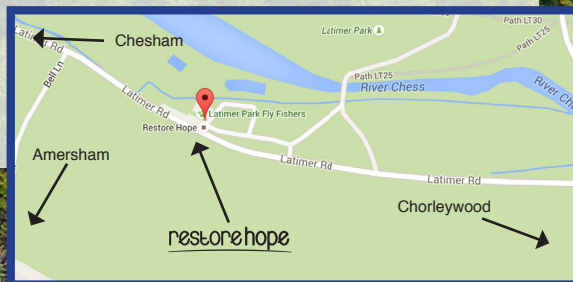 Path LT30
Latimer Park
Path LT25
Latimer Rd
Chesham
Bell Ln
Path LT25
River Chess
River Chess
Latimer Rd
Latimer Park Fly Fishers
Restore Hope
Amersham
Latimer Rd
Latimer Rd
Chorleywood
restorehope